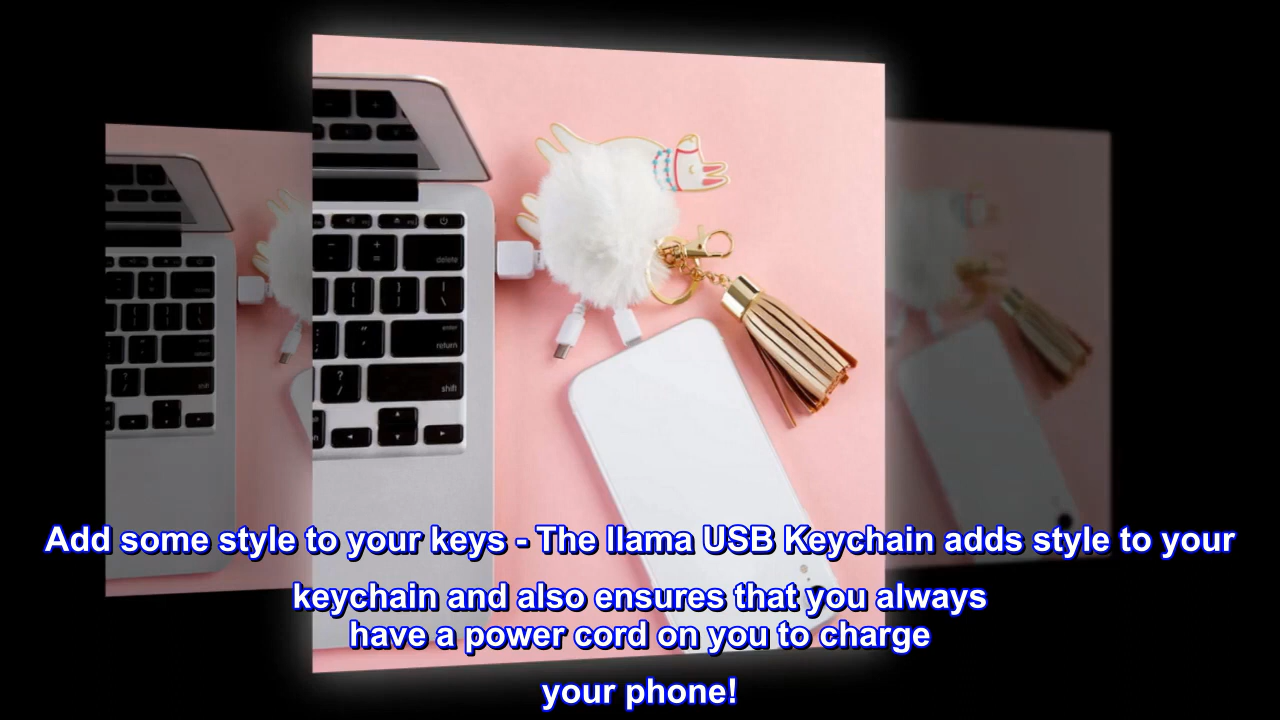 Add some style to your keys - The llama USB Keychain adds style to your
keychain and also ensures that you always
have a power cord on you to charge
your phone!
delete
enter
return
shift